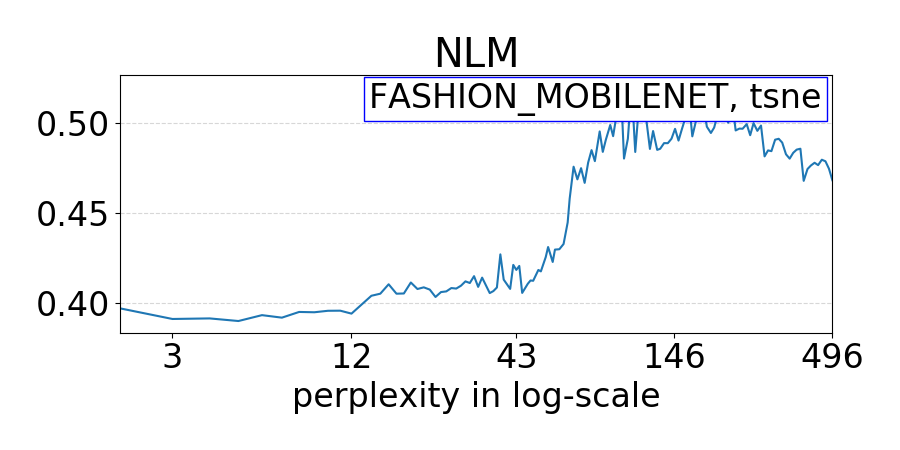 NLM
FASHION_MOBILENET, tsne
0.50
0.45
0.40
3 12 43 146 496
perplexity in log-scale